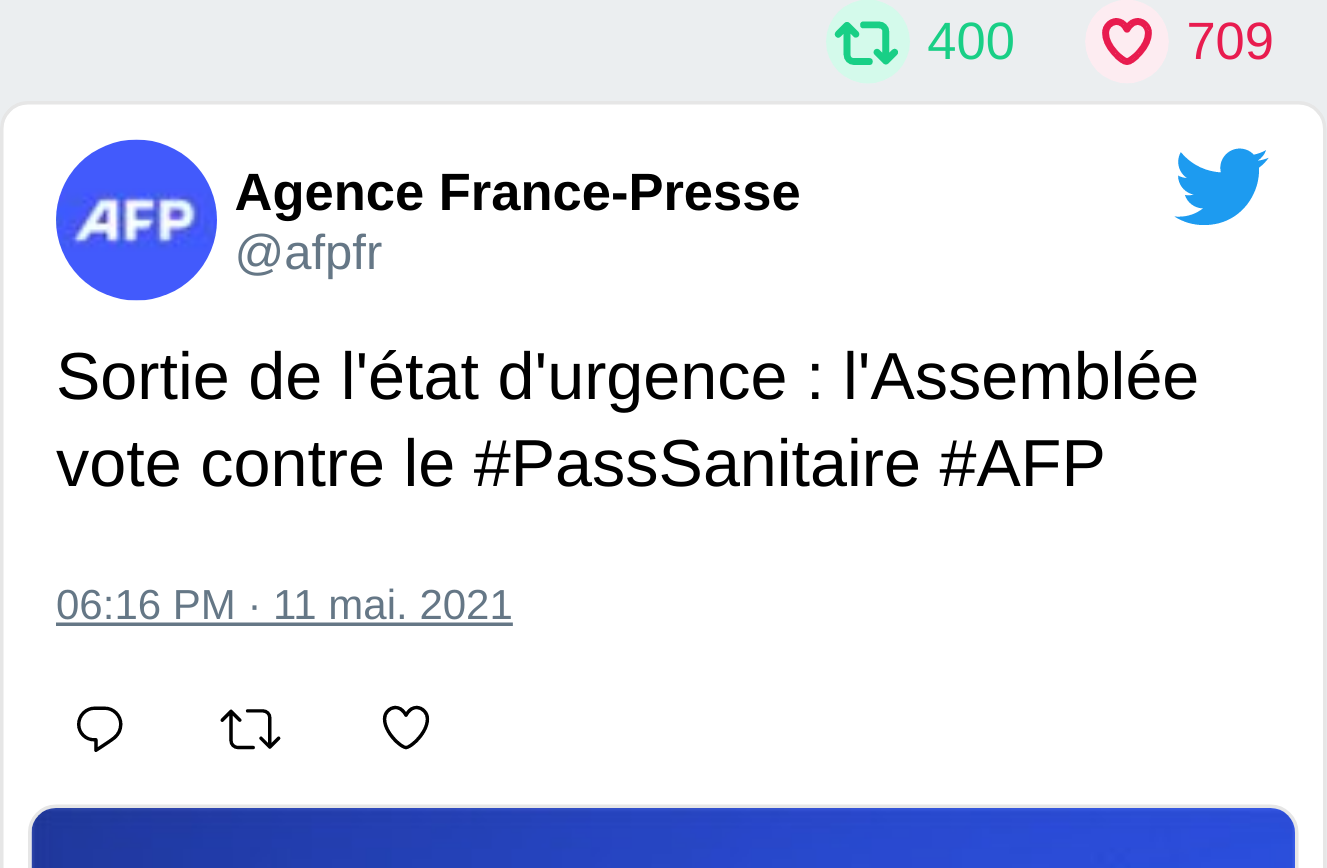 400 709
AFP
Agence France-Presse
@afpfr
Sortie de l'état d'urgence : l'Assemblée
vote contre le #PassSanitaire #AFP
06:16 PM · 11 mai. 2021